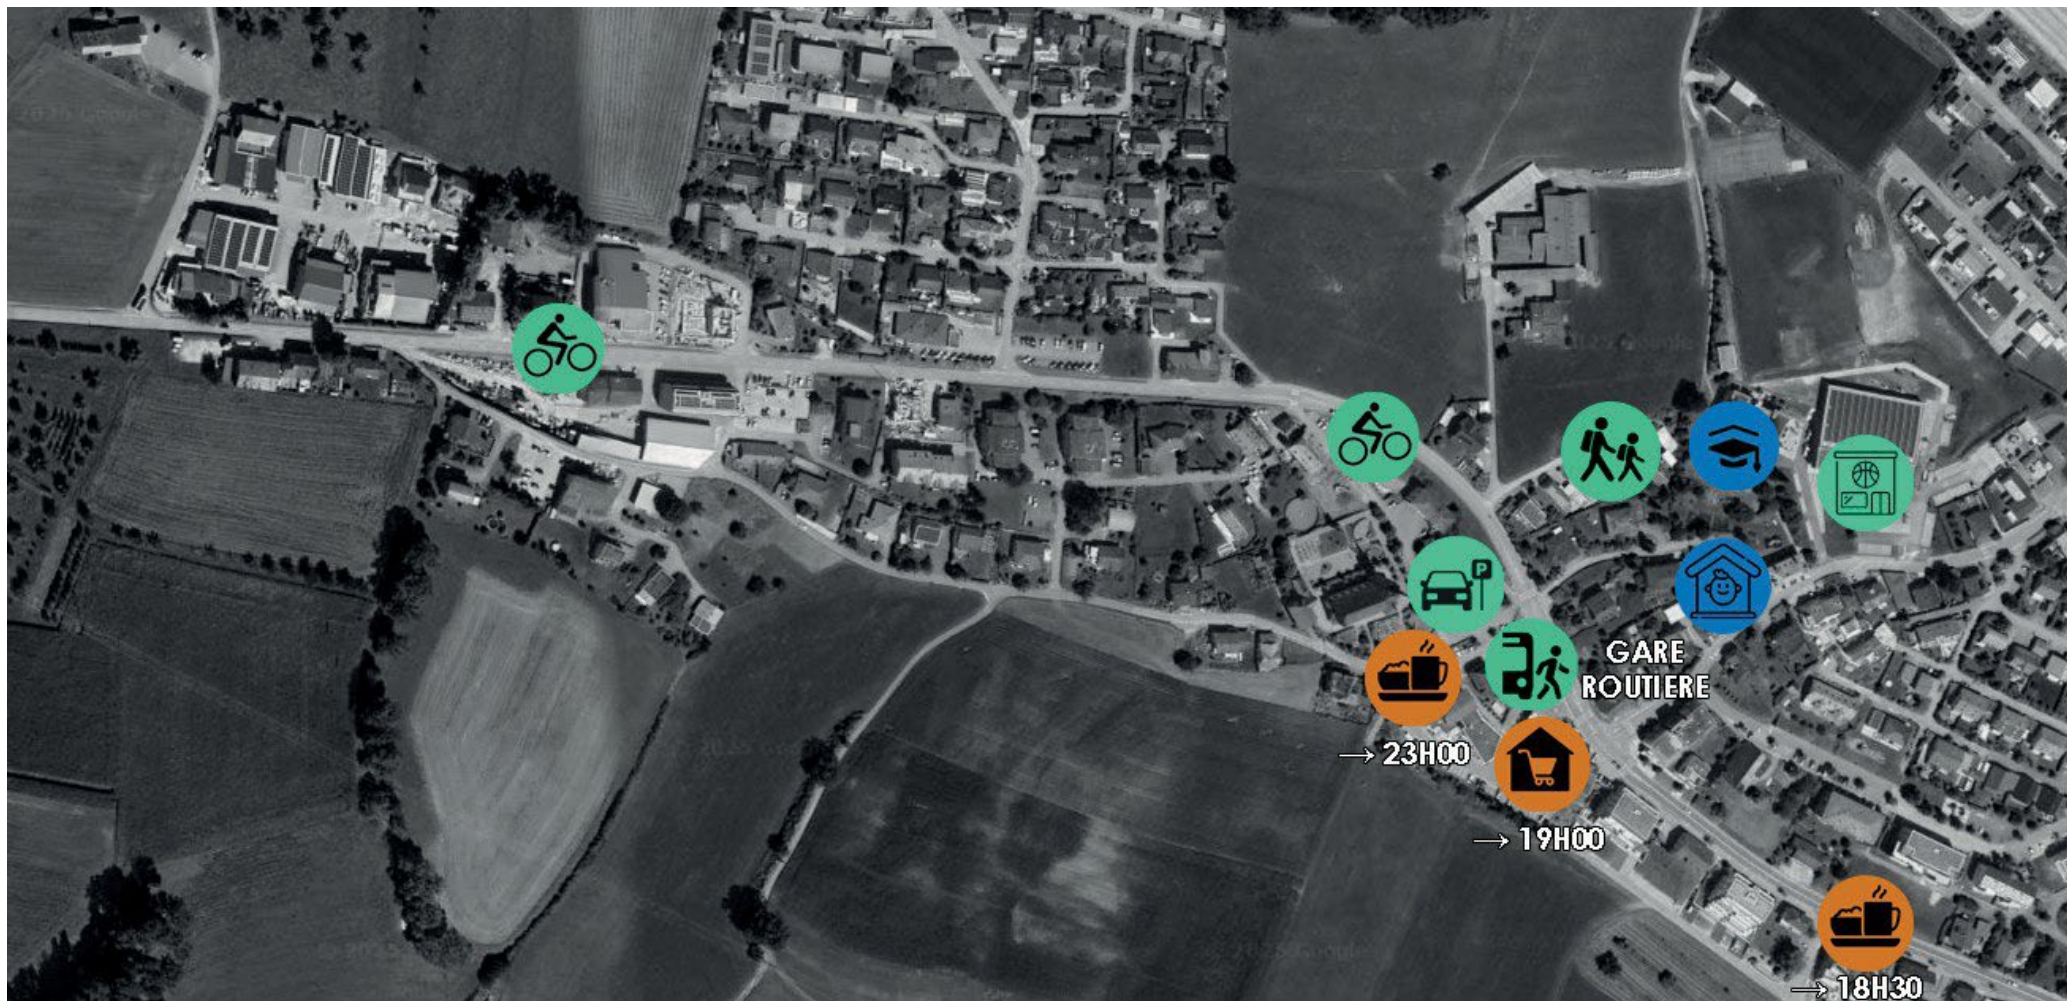 P
GARE
ROUTIERE
→ 23H00
→ 19H00
→ 18H30